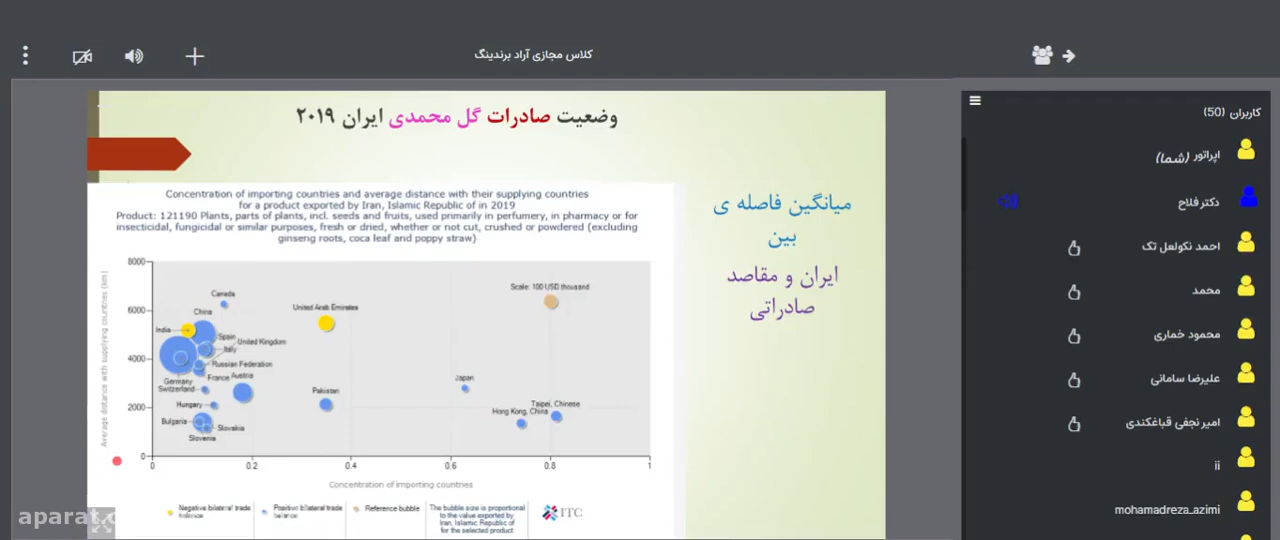 کلاس مجازی آراد برندینگ
وضعیت صادرات گل محمدی ایران ۲۰۱۹
Concentration of importing countries and average distance with their supplying countries
for a product exported by Iran, Islamic Republic of in 2019
Product: 121190 Plants, parts of plants, incl. seeds and fruits, used primarily in perfumery, in pharmacy or for
insecticidal, fungicidal or similar purposes, fresh or dried, whether or not cut, crushed or powdered (excluding
ginseng roots, coca leaf and poppy straw)
Average distance with supplying countries (km)
8000
6000
4000
2000
0
Canada
China
India
Spain
United Kingdom
Italy
Russian Federation
Germany
France
Austria
Switzerland
Hungary
Bulgaria
Slovakia
Slovenia
United Arab Emirates
Pakistan
Scale: 100 USD thousand
Japan
Taipei, Chinese
Hong Kong, China
0
0.2
0.4
0.6
0.8
1
Concentration of importing countries
Negative bilateral trade
balance
Positive bilateral trade
balance
Reference bubble
The bubble size is proportional
to the value exported by
Iran, Islamic Republic of
for the selected product
ITC
میانگین فاصله ی
بین
ایران و مقاصد
صادراتی
کاربران (50)
اپراتور (شما)
دکتر فلاح
احمد نکولعل تک
محمد
محمود خماری
علیرضا سامانی
امیر نجفی قباغکندی
ii
mohamadreza_azimi
aparat.c